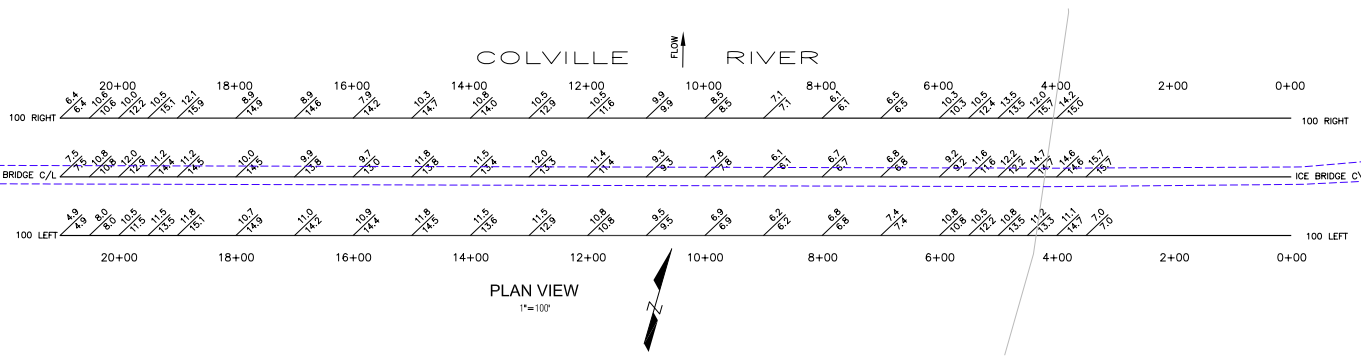 COLVILLE FLOW RIVER
20+00 18+00 16+00 14+00 12+00 10+00 8+00 6+00 4+00 2+00 0+00
6.4 10.6 10.0 10.5 12.1 8.9 8.9 7.9 10.3 10.8 10.5 10.5 9.9 8.5 7.1 6.1 6.5 10.3 10.5 13.5 12.0 14.2
6.4 10.6 12.2 15.1 15.9 14.9 14.6 14.2 14.7 14.0 12.9 11.6 9.9 8.5 7.1 6.1 6.5 10.3 12.4 13.5 15.7 15.0
100 RIGHT 100 RIGHT
7.5 10.8 12.0 11.2 11.2 10.0 9.9 9.7 11.8 11.5 12.0 11.4 9.3 7.8 6.1 6.7 6.8 9.2 11.6 12.2 14.7 14.6 15.7
7.5 10.8 12.9 14.4 14.5 14.5 13.8 13.0 13.8 13.4 13.3 11.4 9.3 7.8 6.1 6.7 6.8 9.2 11.6 12.2 14.7 14.6 15.7
BRIDGE C/L ICE BRIDGE C/
4.9 8.0 10.5 11.5 11.8 10.7 11.0 10.9 11.8 11.5 11.5 10.8 9.5 6.9 6.2 6.8 7.4 10.8 10.5 10.8 11.2 11.1 7.0
4.9 8.0 11.5 13.5 15.1 14.9 14.2 14.4 14.5 13.6 12.9 10.8 9.5 6.9 6.2 6.8 7.4 10.8 12.2 13.5 13.3 14.7 7.0
100 LEFT 100 LEFT
20+00 18+00 16+00 14+00 12+00 10+00 8+00 6+00 4+00 2+00 0+00
PLAN VIEW
1"=100'
N